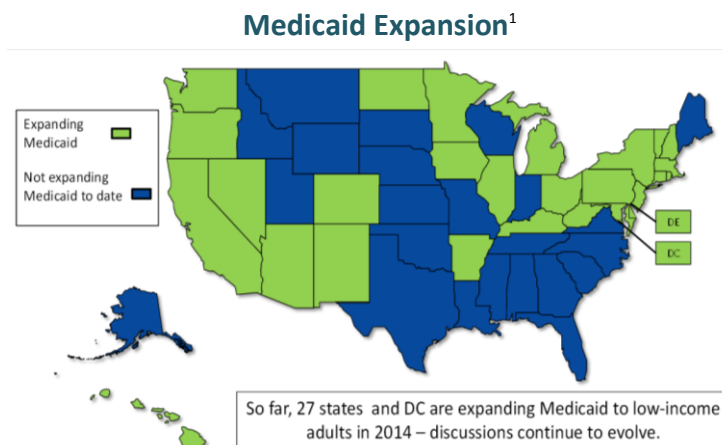 Medicaid Expansion1
Expanding
Medicaid
Not expanding
Medicaid to date
DE
DC
So far, 27 states and DC are expanding Medicaid to low-income
adults in 2014 – discussions continue to evolve.